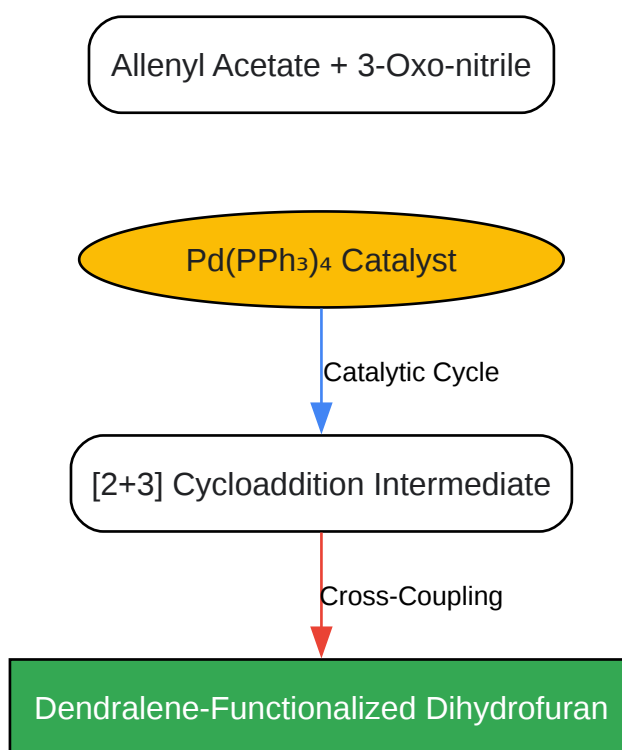 Allenyl Acetate + 3-Oxo-nitrile
Pd(PPh₃)₄ Catalyst
Catalytic Cycle
[2+3] Cycloaddition Intermediate
Cross-Coupling
Dendralene-Functionalized Dihydrofuran